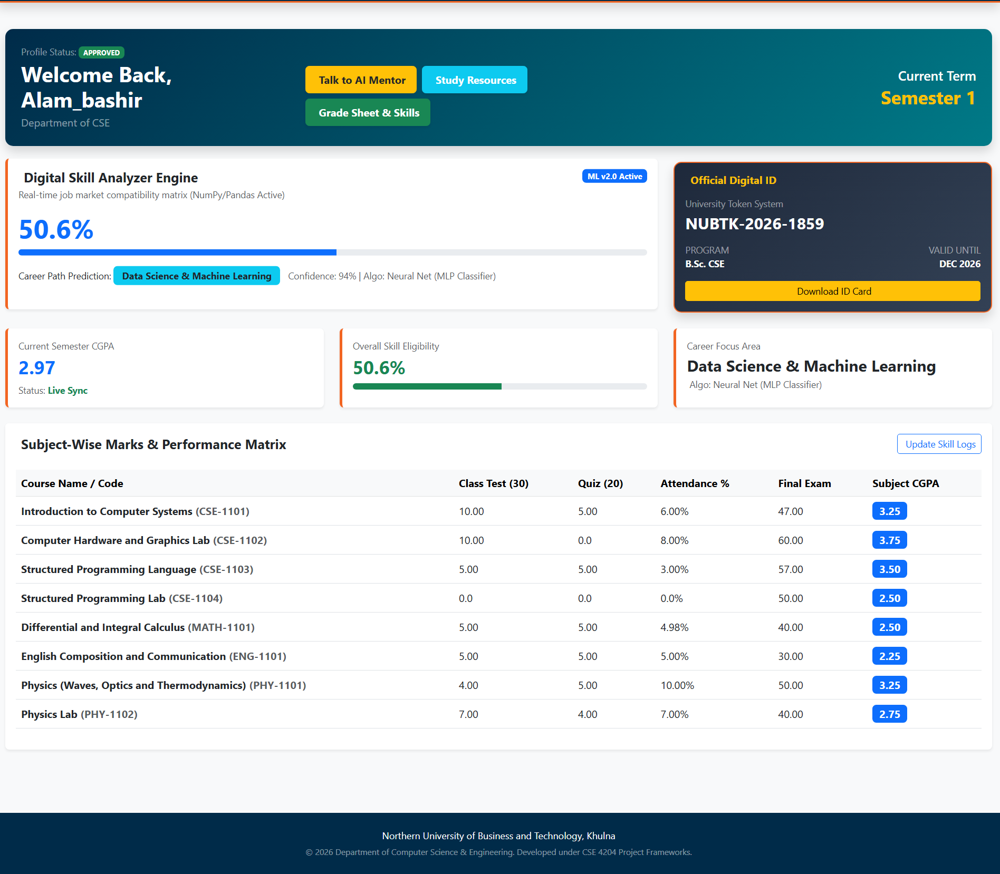 Profile Status: APPROVED
Welcome Back,
Alam_bashir
Department of CSE
Talk to AI Mentor
Study Resources
Grade Sheet & Skills
Current Term
Semester 1
Digital Skill Analyzer Engine
ML v2.0 Active
Real-time job market compatibility matrix (NumPy/Pandas Active)
50.6%
Career Path Prediction: Data Science & Machine Learning Confidence: 94% | Algo: Neural Net (MLP Classifier)
Official Digital ID
University Token System
NUBTK-2026-1859
PROGRAM VALID UNTIL
B.Sc. CSE DEC 2026
Download ID Card
Current Semester CGPA
2.97
Status: Live Sync
Overall Skill Eligibility
50.6%
Career Focus Area
Data Science & Machine Learning
Algo: Neural Net (MLP Classifier)
Subject-Wise Marks & Performance Matrix
Update Skill Logs
Course Name / Code Class Test (30) Quiz (20) Attendance % Final Exam Subject CGPA
Introduction to Computer Systems (CSE-1101) 10.00 5.00 6.00% 47.00 3.25
Computer Hardware and Graphics Lab (CSE-1102) 10.00 0.0 8.00% 60.00 3.75
Structured Programming Language (CSE-1103) 5.00 5.00 3.00% 57.00 3.50
Structured Programming Lab (CSE-1104) 0.0 0.0 0.0% 50.00 2.50
Differential and Integral Calculus (MATH-1101) 5.00 5.00 4.98% 40.00 2.50
English Composition and Communication (ENG-1101) 5.00 5.00 5.00% 30.00 2.25
Physics (Waves, Optics and Thermodynamics) (PHY-1101) 4.00 5.00 10.00% 50.00 3.25
Physics Lab (PHY-1102) 7.00 4.00 7.00% 40.00 2.75
Northern University of Business and Technology, Khulna
© 2026 Department of Computer Science & Engineering. Developed under CSE 4204 Project Frameworks.